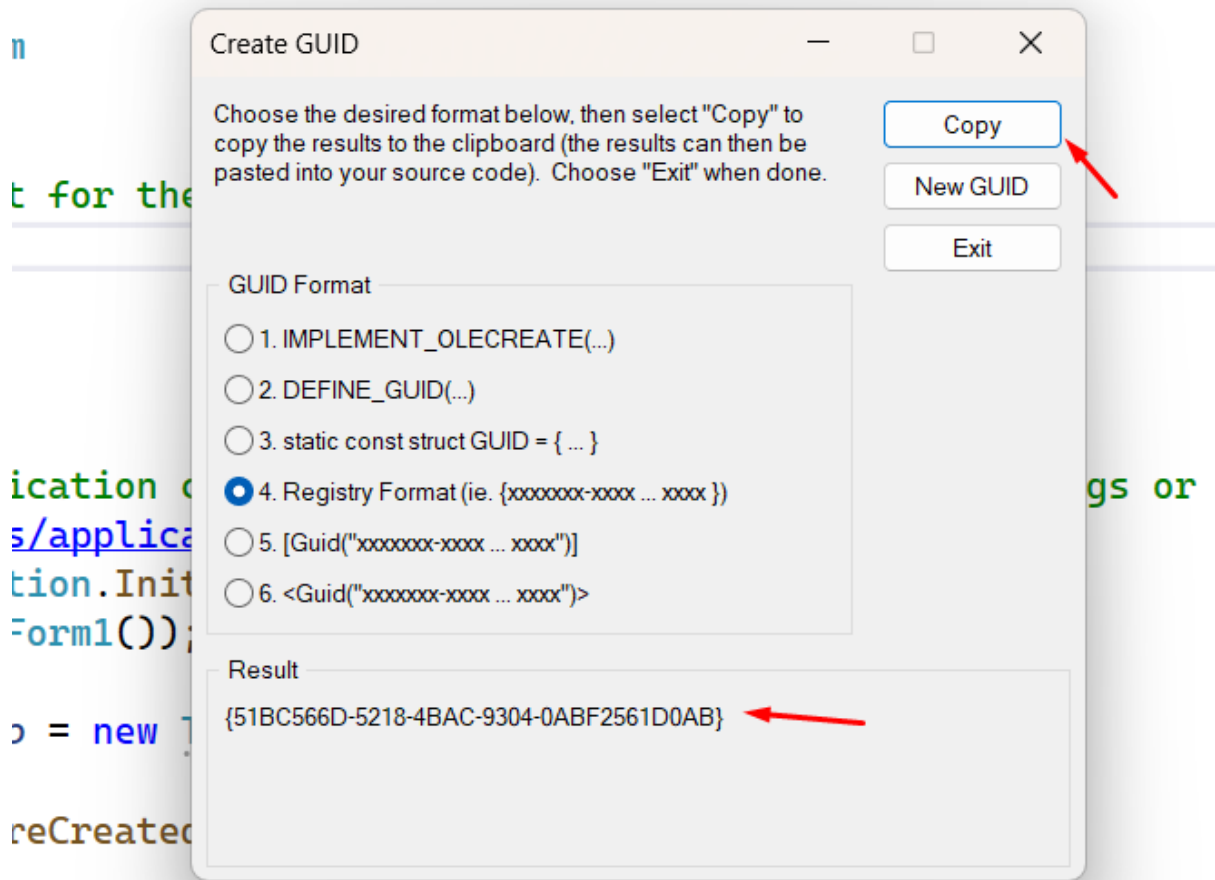 m
Create GUID
Choose the desired format below, then select "Copy" to
copy the results to the clipboard (the results can then be
pasted into your source code).  Choose "Exit" when done.
Copy
New GUID
Exit
t for the
GUID Format
1. IMPLEMENT_OLECREATE(...)
2. DEFINE_GUID(...)
3. static const struct GUID = { ... }
4. Registry Format (ie. {xxxxxxx-xxxx ... xxxx })
5. [Guid("xxxxxxx-xxxx ... xxxx")]
6. <Guid("xxxxxxx-xxxx ... xxxx")>
ication
gs or
s/applica
tion.Init
Form1());
Result
{51BC566D-5218-4BAC-9304-0ABF2561D0AB}
= new
reCreated